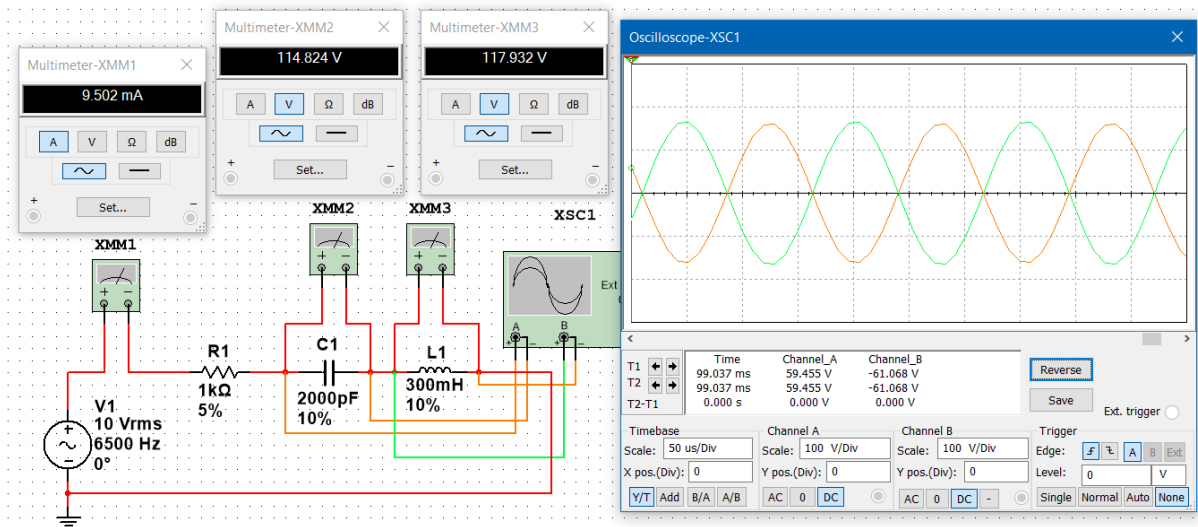 Multimeter-XMM1
9.502 mA
A V Ω dB
Set...
+ −
Multimeter-XMM2
114.824 V
A V Ω dB
Set...
+ −
Multimeter-XMM3
117.932 V
A V Ω dB
Set...
+ −
XMM1
XMM2
XMM3
XSC1
Ext
A B
R1
1kΩ
5%
C1
2000pF
10%
L1
300mH
10%
V1
10 Vrms
6500 Hz
0°
Oscilloscope-XSC1
Time Channel_A Channel_B
T1 99.037 ms 59.455 V -61.068 V
T2 99.037 ms 59.455 V -61.068 V
T2-T1 0.000 s 0.000 V 0.000 V
Reverse
Save
Ext. trigger
Timebase
Scale: 50 us/Div
X pos.(Div): 0
Y/T Add B/A A/B
Channel A
Scale: 100 V/Div
Y pos.(Div): 0
AC 0 DC
Channel B
Scale: 100 V/Div
Y pos.(Div): 0
AC 0 DC -
Trigger
Edge: A B Ext
Level: 0 V
Single Normal Auto None